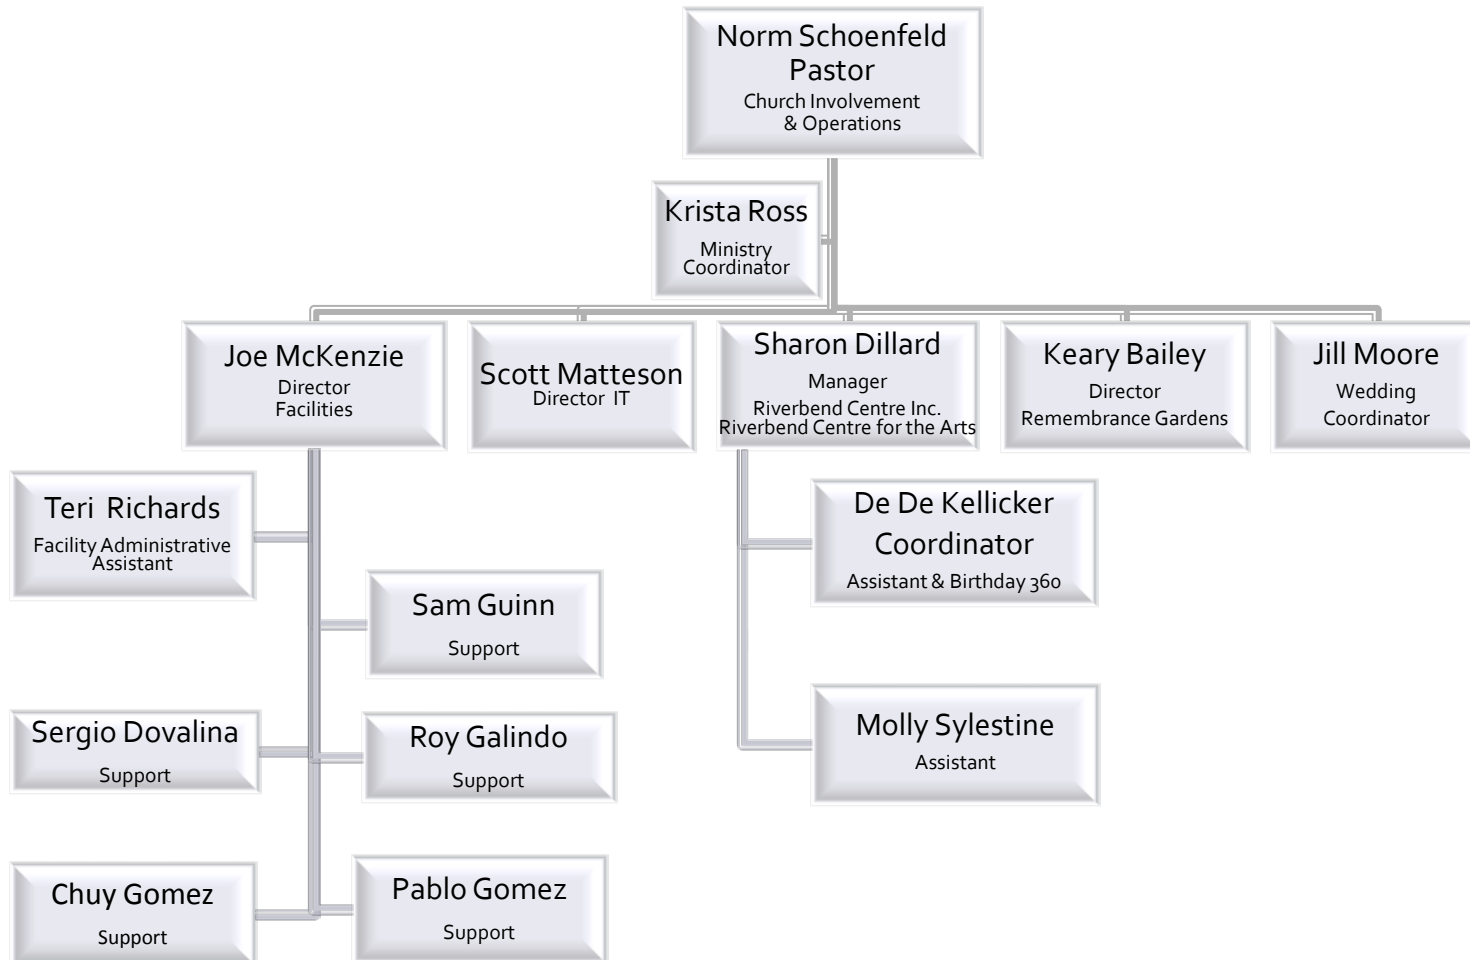 Norm Schoenfeld
Pastor
Church Involvement
& Operations
Krista Ross
Ministry
Coordinator
Joe McKenzie
Director
Facilities
Scott Matteson
Director IT
Sharon Dillard
Manager
Riverbend Centre Inc.
Riverbend Centre for the Arts
Keary Bailey
Director
Remembrance Gardens
Jill Moore
Wedding
Coordinator
Teri Richards
Facility Administrative
Assistant
Sam Guinn
Support
Sergio Dovalina
Support
Roy Galindo
Support
Chuy Gomez
Support
Pablo Gomez
Support
De De Kellicker
Coordinator
Assistant & Birthday 360
Molly Sylestine
Assistant